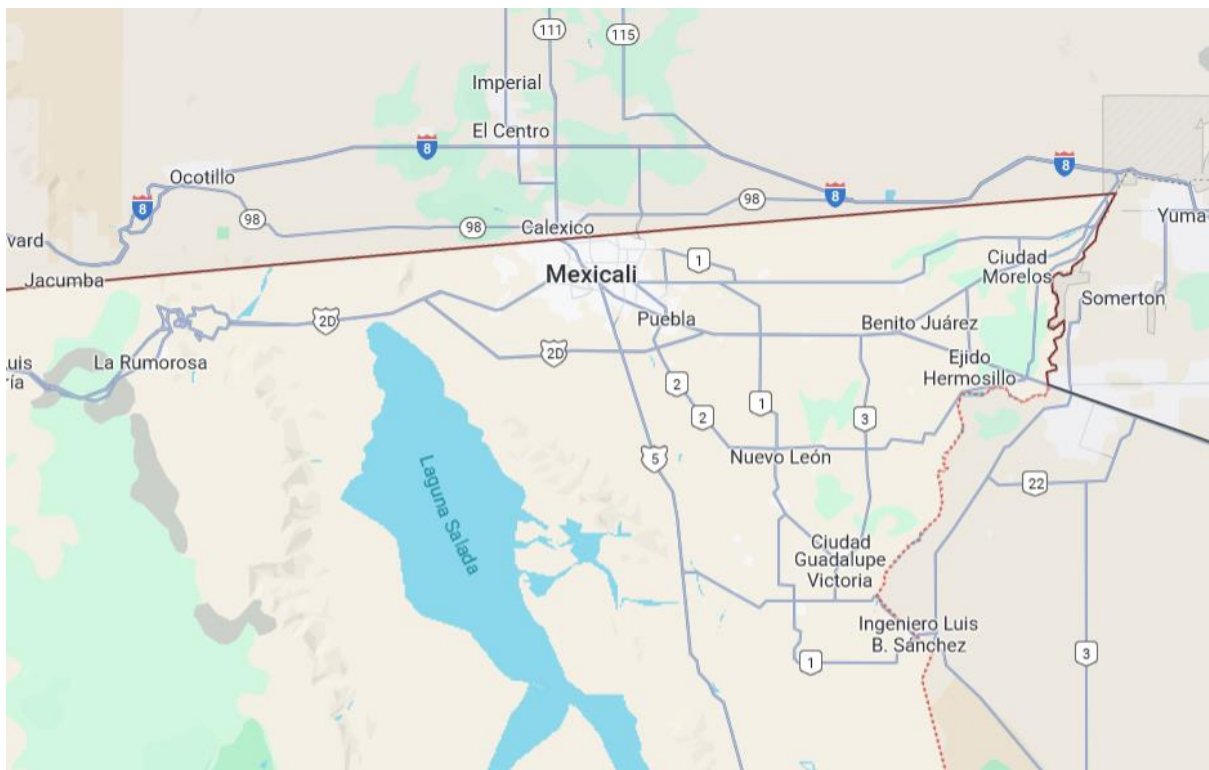 111
115
Imperial
El Centro
8
8
Ocotillo
8
98
8
98
Yuma
vard
98
Calexico
Jacumba
Mexicali
1
Ciudad
Morelos
Somerton
2D
Puebla
Benito Juárez
2D
La Rumorosa
uis
ría
Ejido
Hermosillo
2
1
2
3
Nuevo León
5
Laguna Salada
22
Ciudad
Guadalupe
Victoria
Ingeniero Luis
B. Sánchez
1
3